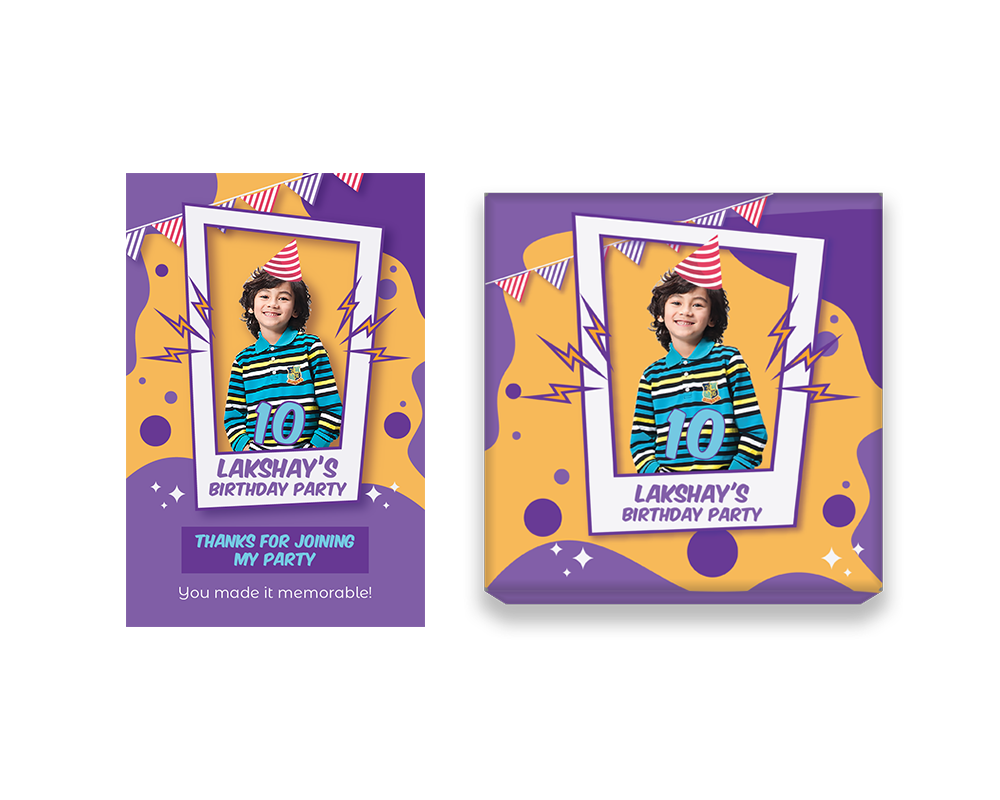 10
LAKSHAY'S
BIRTHDAY PARTY
THANKS FOR JOINING
MY PARTY
You made it memorable!
10
LAKSHAY'S
BIRTHDAY PARTY